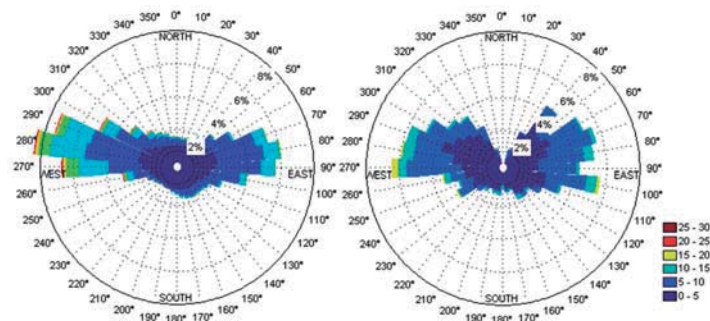 350° 0° 10°
340° 20°
330° 30°
320° 40°
310° 50°
300° 60°
290° 70°
280° 80°
270° WEST EAST 90°
260° 100°
250° 110°
240° 120°
230° 130°
220° 140°
210° 150°
200° 160°
190° 180° 170°
NORTH
8%
6%
4%
2%
SOUTH
350° 0° 10°
340° 20°
330° 30°
320° 40°
310° 50°
300° 60°
290° 70°
280° 80°
270° WEST EAST 90°
260° 100°
250° 110°
240° 120°
230° 130°
220° 140°
210° 150°
200° 160°
190° 180° 170°
NORTH
8%
6%
4%
2%
SOUTH
25 - 30
20 - 25
15 - 20
10 - 15
5 - 10
0 - 5